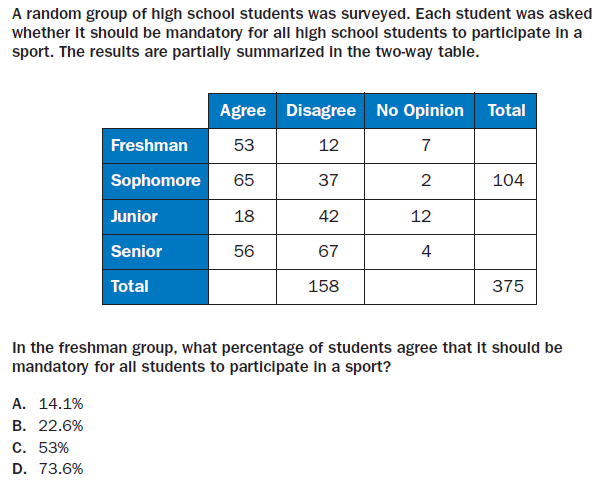 A random group of high school students was surveyed. Each student was asked
whether it should be mandatory for all high school students to participate in a
sport. The results are partially summarized in the two-way table.
Agree Disagree No Opinion Total
Freshman 53 12 7
Sophomore 65 37 2 104
Junior 18 42 12
Senior 56 67 4
Total 158 375
In the freshman group, what percentage of students agree that it should be
mandatory for all students to participate in a sport?
A. 14.1%
B. 22.6%
C. 53%
D. 73.6%